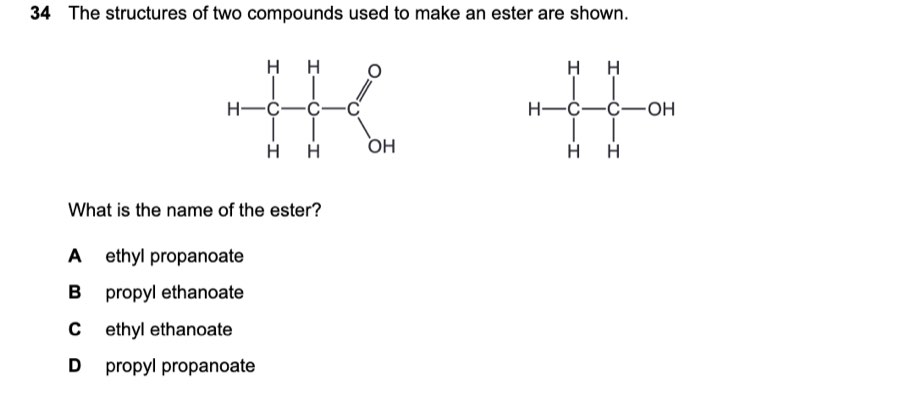 34 The structures of two compounds used to make an ester are shown.
H H O H H
H C C C H C C OH
H H OH H H
What is the name of the ester?
A ethyl propanoate
B propyl ethanoate
C ethyl ethanoate
D propyl propanoate